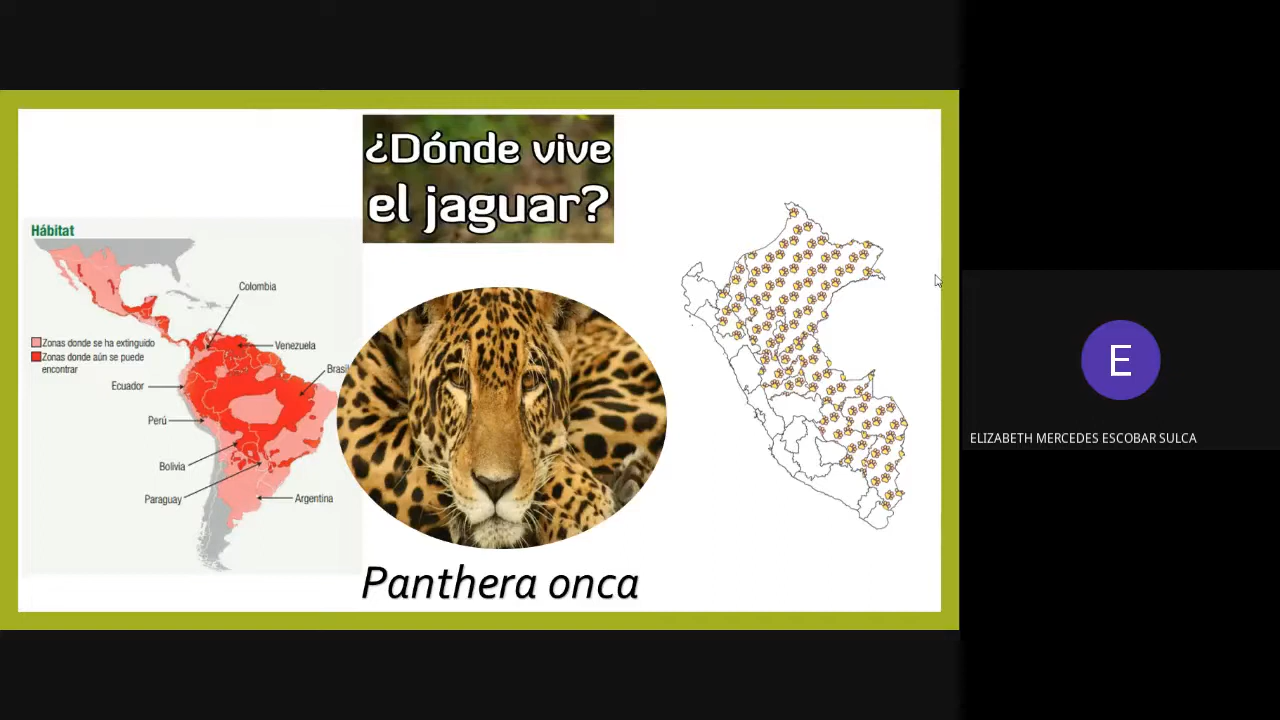 ¿Dónde vive
el jaguar?
Hábitat
Colombia
Zonas donde se ha extinguido
Zonas donde aún se puede
encontrar
Venezuela
Brasil
Ecuador
Perú
Bolivia
Paraguay
Argentina
Panthera onca
E
ELIZABETH MERCEDES ESCOBAR SULCA